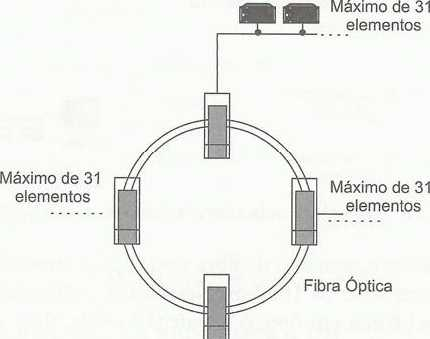 Máximo de 31
elementos
Máximo de 31
elementos
Máximo de 31
elementos
Fibra Óptica